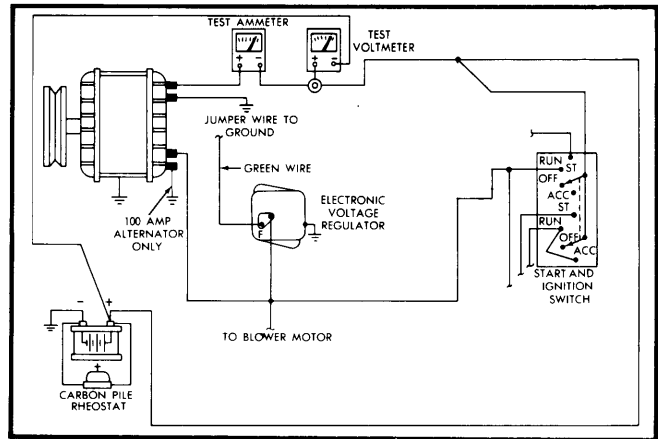 TEST AMMETER
TEST
VOLTMETER
+ -
+ -
JUMPER WIRE TO
GROUND
GREEN WIRE
100 AMP
ALTERNATOR
ONLY
ELECTRONIC
VOLTAGE
REGULATOR
F
RUN
ST
OFF
ACC
ST
RUN
OFF
ACC
START AND
IGNITION
SWITCH
TO BLOWER MOTOR
- +
+
CARBON PILE
RHEOSTAT